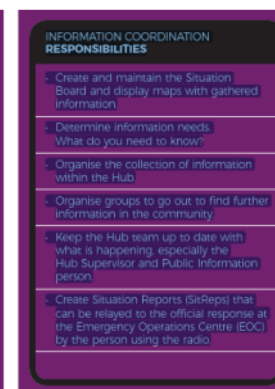 INFORMATION COORDINATION
RESPONSIBILITIES
- Create and maintain the Situation
Board and display maps with gathered
information.
- Determine information needs.
What do you need to know?
- Organise the collection of information
within the Hub.
- Organise groups to go out to find further
information in the community.
- Keep the Hub team up to date with
what is happening, especially the
Hub Supervisor and Public Information
person.
- Create Situation Reports (SitReps) that
can be relayed to the official response at
the Emergency Operations Centre (EOC)
by the person using the radio.